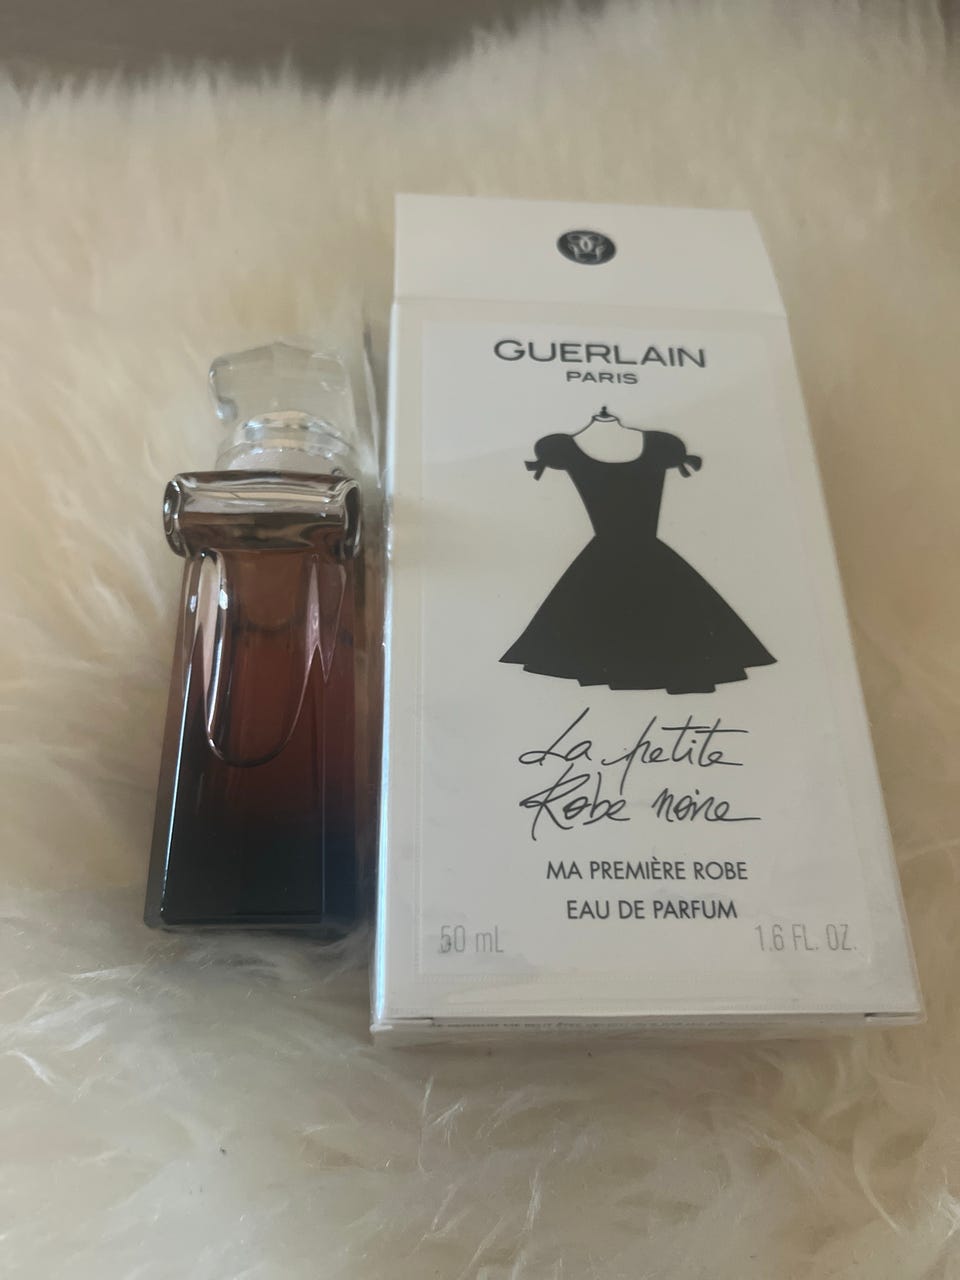 GUERLAIN
PARIS
La petite
Robe noire
MA PREMIÈRE ROBE
EAU DE PARFUM
50 mL 1.6 FL. OZ.